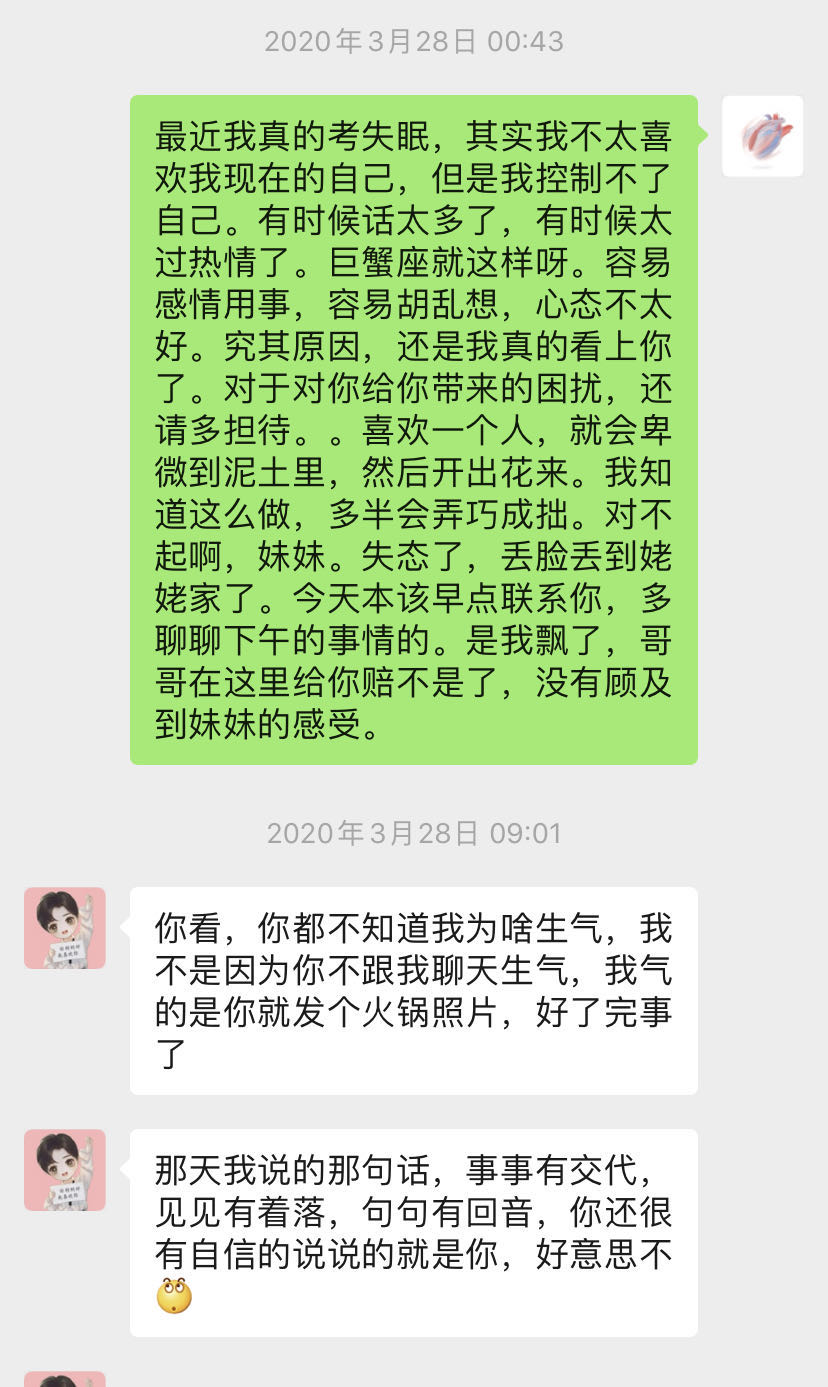 2020年3月28日 00:43
最近我真的考失眠，其实我不太喜
欢我现在的自己，但是我控制不了
自己。有时候话太多了，有时候太
过热情了。巨蟹座就这样呀。容易
感情用事，容易胡乱想，心态不太
好。究其原因，还是我真的看上你
了。对于对你给你带来的困扰，还
请多担待。。喜欢一个人，就会卑
微到泥土里，然后开出花来。我知
道这么做，多半会弄巧成拙。对不
起啊，妹妹。失态了，丢脸丢到姥
姥家了。今天本该早点联系你，多
聊聊下午的事情的。是我飘了，哥
哥在这里给你赔不是了，没有顾及
到妹妹的感受。
2020年3月28日 09:01
你看，你都不知道我为啥生气，我
不是因为你不跟我聊天生气，我气
的是你就发个火锅照片，好了完事
了
那天我说的那句话，事事有交代，
见见有着落，句句有回音，你还很
有自信的说说的就是你，好意思不